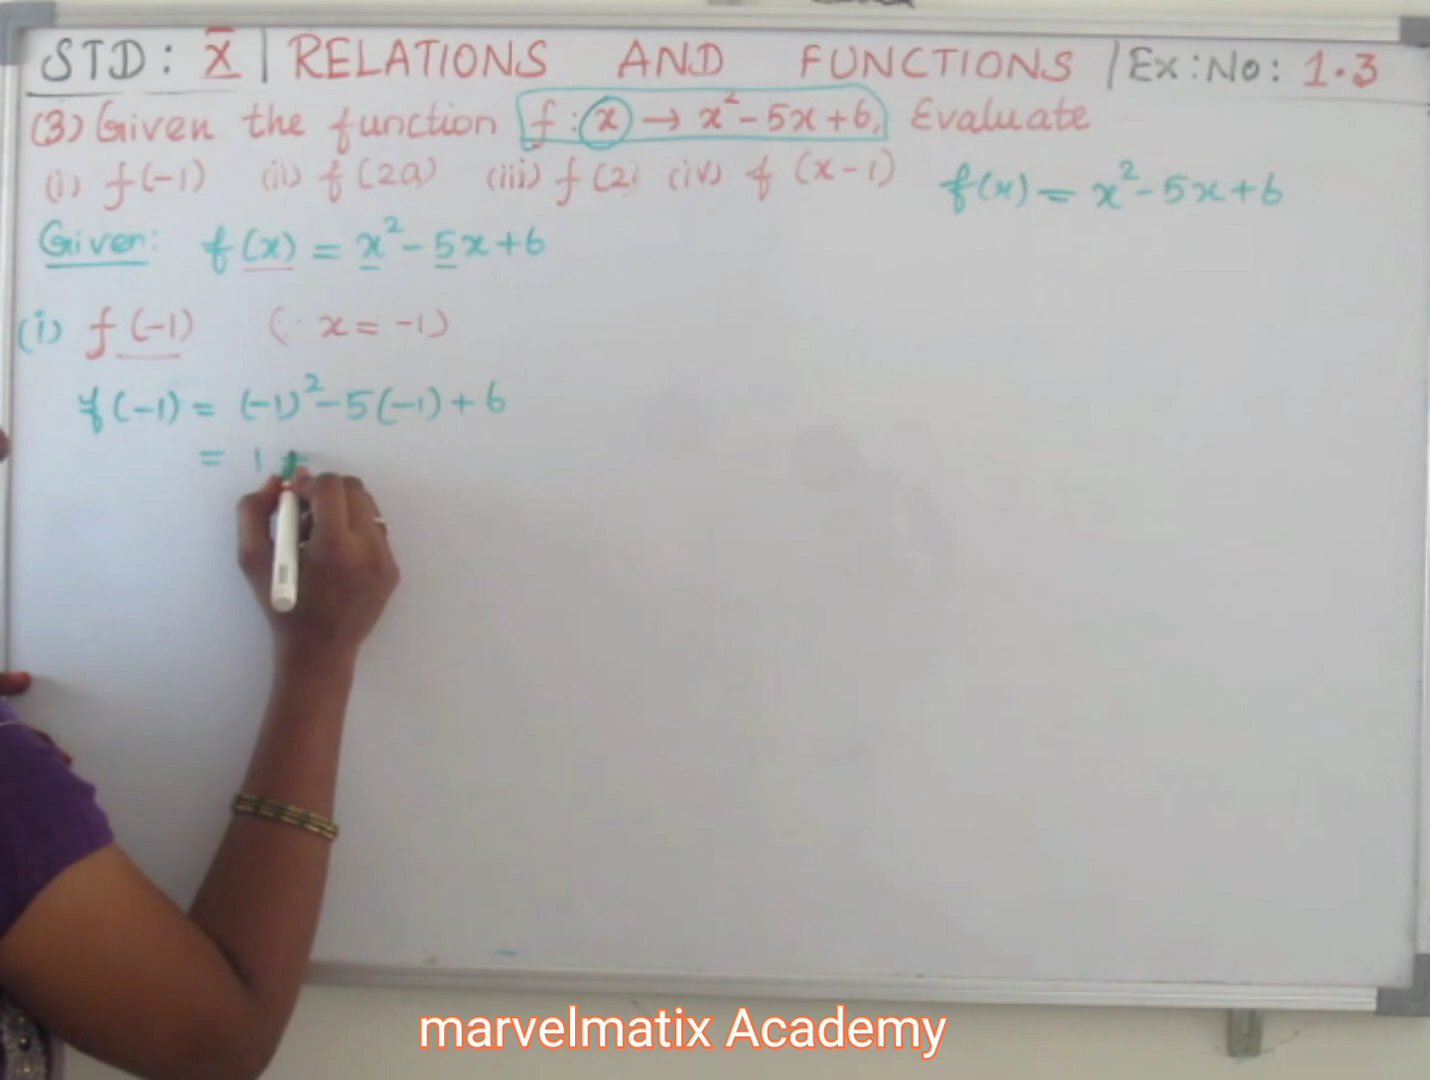 STD: X | RELATIONS AND FUNCTIONS | Ex:No: 1.3
(3) Given the function f : x → x² - 5x + 6, Evaluate
(i) f(-1) (ii) f(2a) (iii) f(2) (iv) f (x-1)
f(x) = x² - 5x + 6
Given: f(x) = x² - 5x + 6
(i) f(-1) ( x = -1)
f(-1) = (-1)² - 5(-1) + 6
= 1 +
marvelmatix Academy